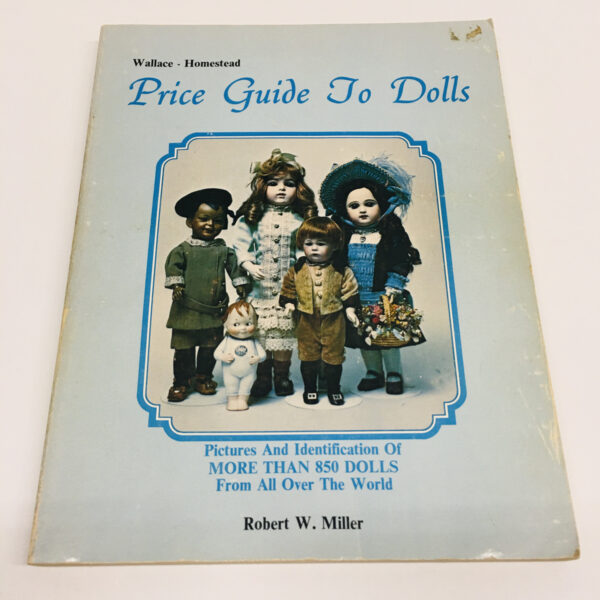 Wallace - Homestead
Price Guide To Dolls
Pictures And Identification Of
MORE THAN 850 DOLLS
From All Over The World
Robert W. Miller